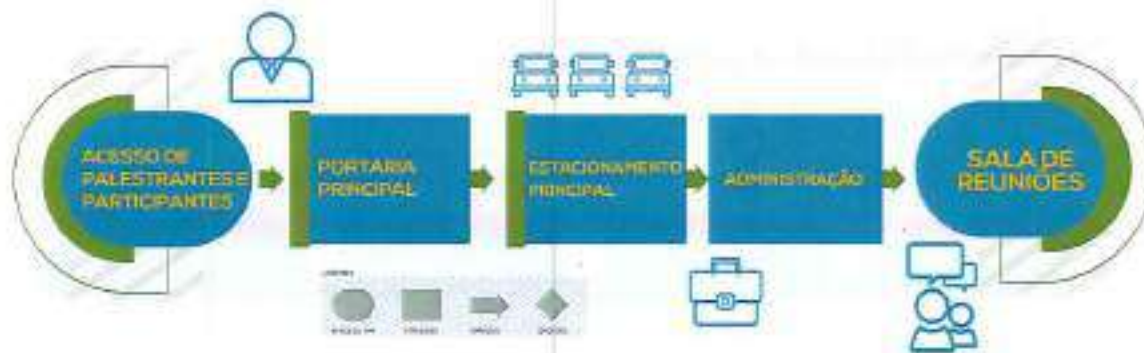 ACESSO DE
PALESTRANTES E
PARTICIPANTES
PORTARIA
PRINCIPAL
ESTACIONAMENTO
PRINCIPAL
ADMINISTRAÇÃO
SALA DE
REUNIÕES